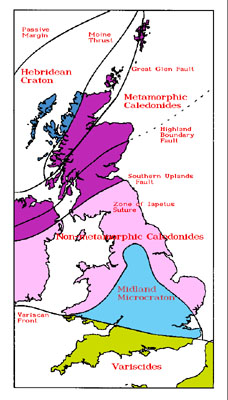 Passive
Margin
Moine
Thrust
Great Glen Fault
Hebridean
Craton
Metamorphic
Caledonides
Highland
Boundary
Fault
Southern Uplands
Fault
Zone of Iapetus
Suture
Non-metamorphic Caledonides
Midland
Microcraton
Variscan
Front
Variscides